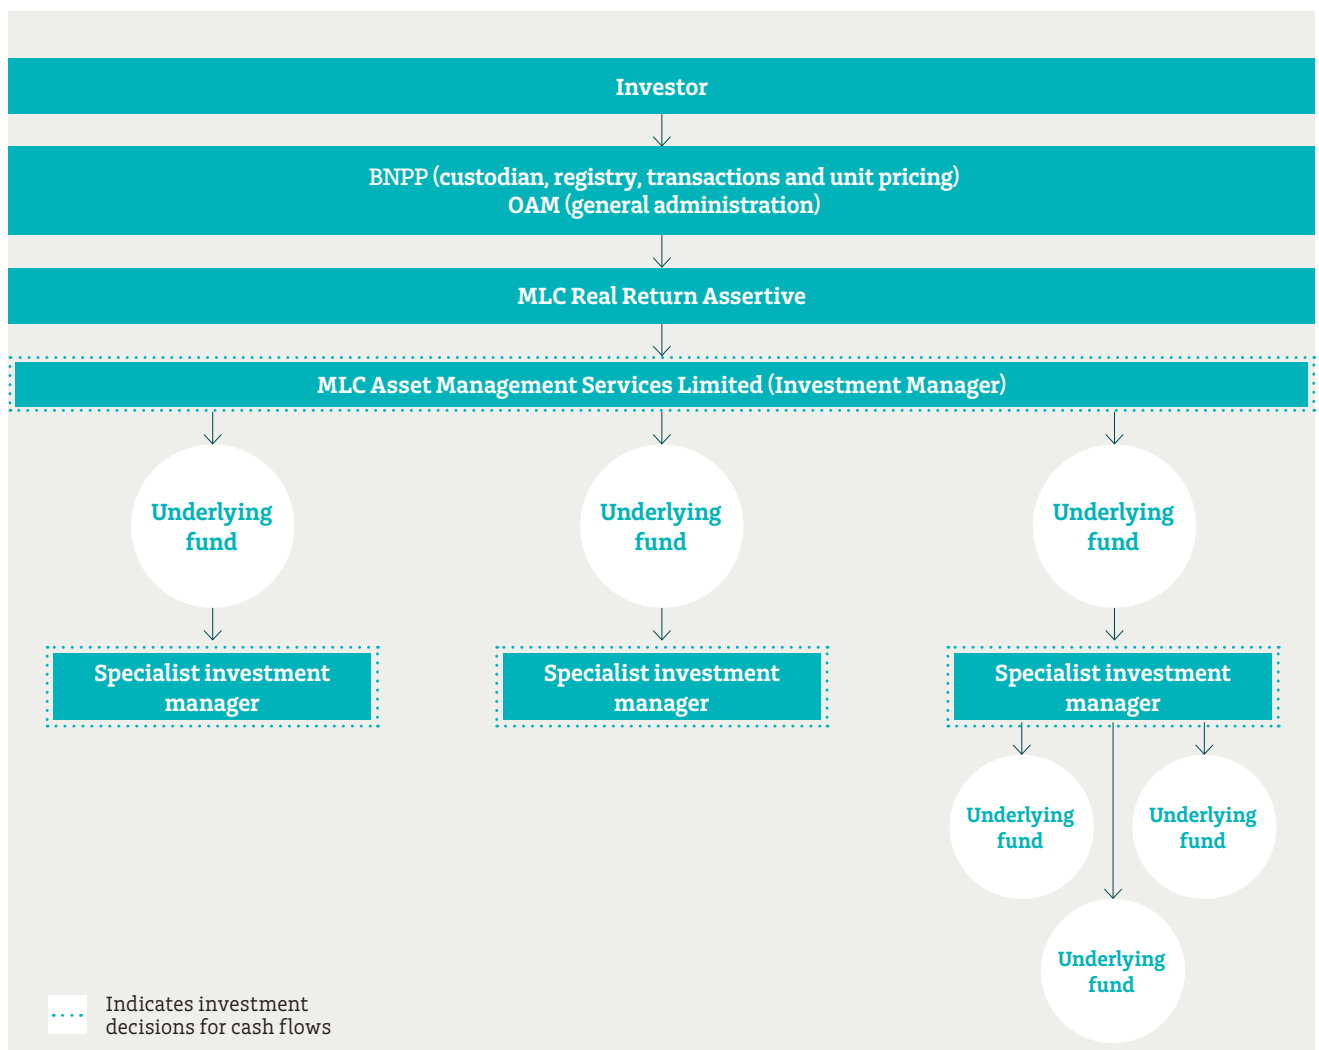 Investor
BNPP (custodian, registry, transactions and unit pricing)
OAM (general administration)
MLC Real Return Assertive
MLC Asset Management Services Limited (Investment Manager)
Underlying
fund
Underlying
fund
Underlying
fund
Specialist investment
manager
Specialist investment
manager
Specialist investment
manager
Underlying
fund
Underlying
fund
Underlying
fund
Indicates investment
decisions for cash flows